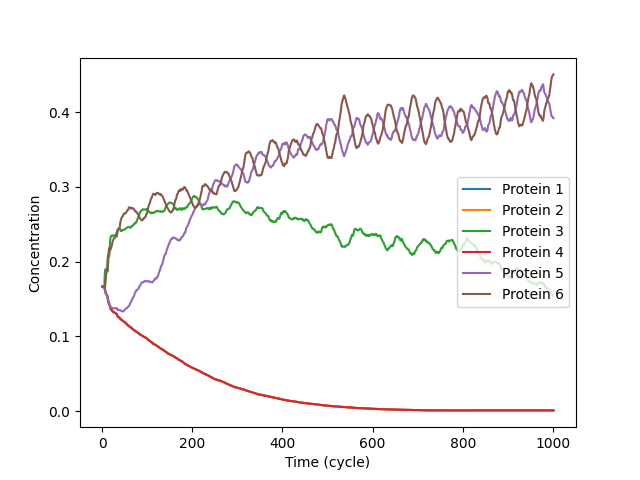 0.4
0.3
0.2
0.1
0.0
Concentration
0
200
400
600
800
1000
Time (cycle)
Protein 1
Protein 2
Protein 3
Protein 4
Protein 5
Protein 6